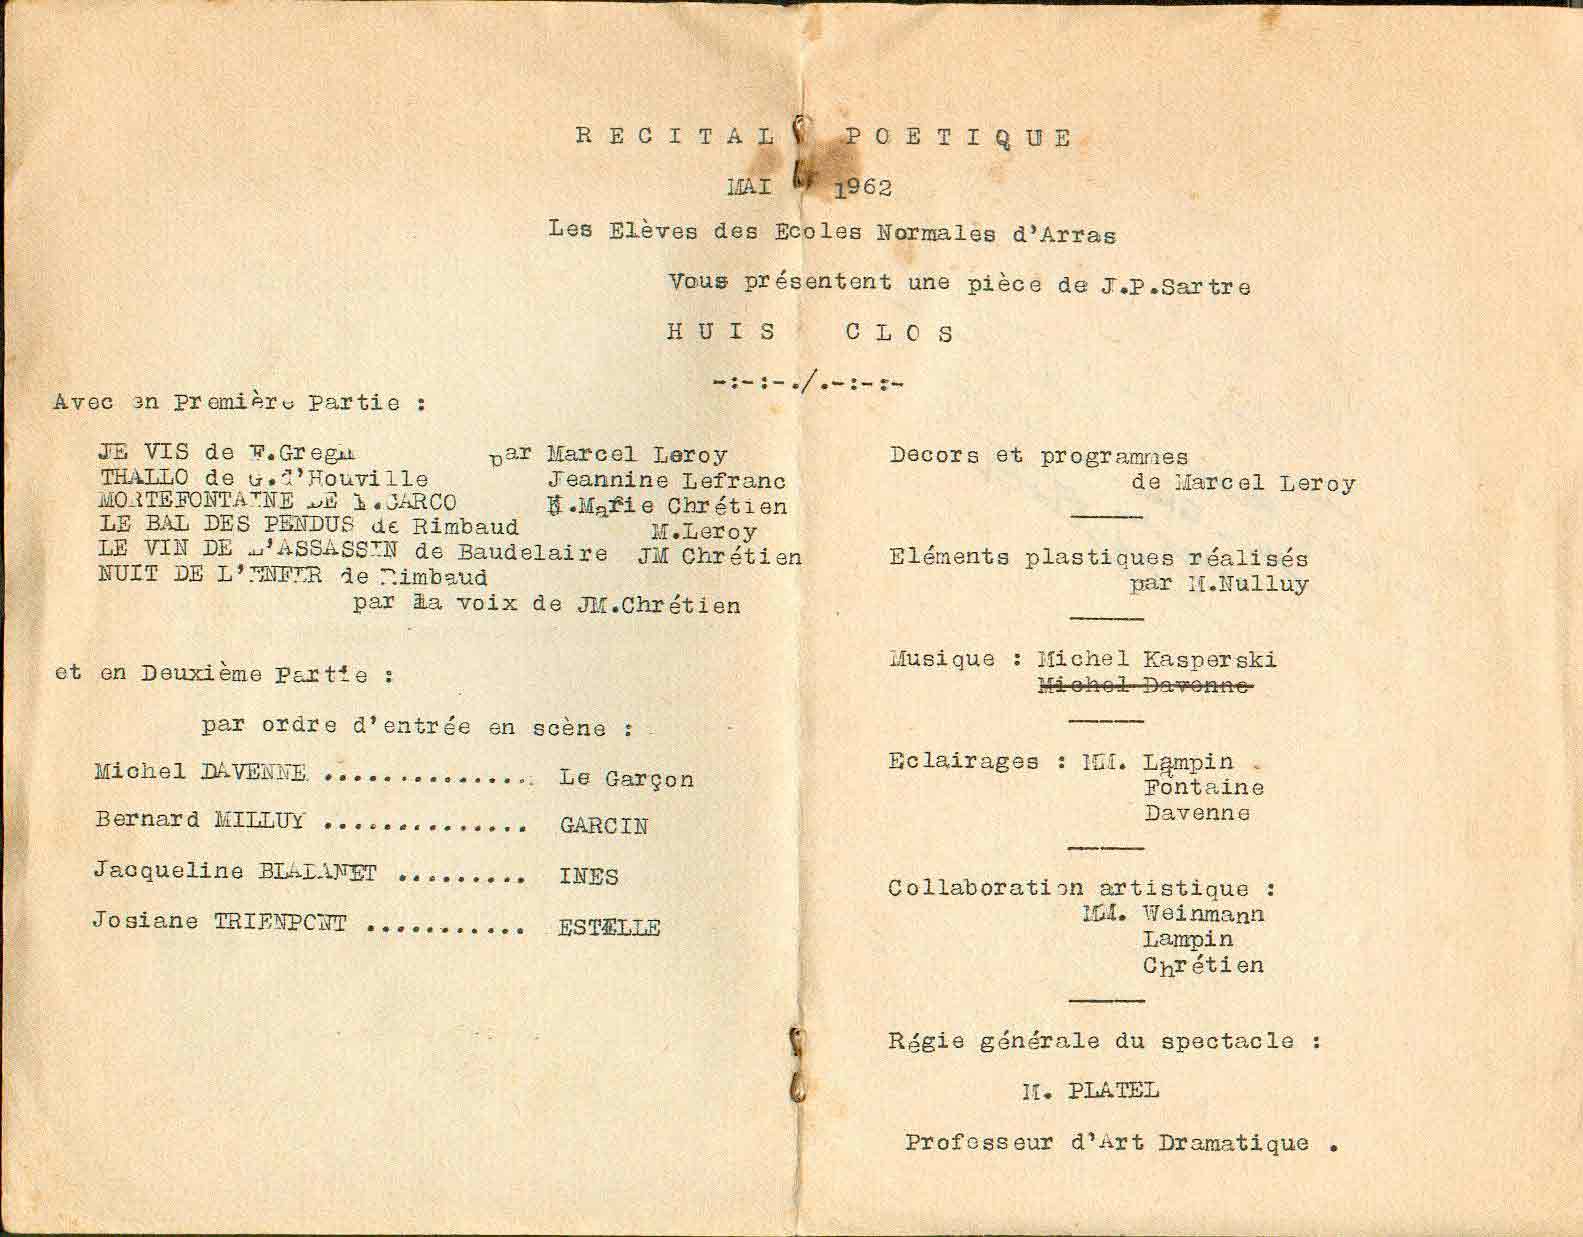 RECITAL POETIQUE
MAI 1962
Les Elèves des Ecoles Normales d'Arras
Vous présentent une pièce de J.P.Sartre
HUIS CLOS
-:-:-./.-:-:-
Avec en Première Partie :
JE VIS de F.Gregh par Marcel Leroy
THALLO de G.d'Houville Jeannine Lefranc
MORTEFONTAINE DE .GARCO .Marie Chrétien
LE BAL DES PENDUS de Rimbaud M.Leroy
LE VIN DE L'ASSASSIN de Baudelaire JM Chrétien
NUIT DE L'ENFER de Rimbaud
par la voix de JM.Chrétien
et en Deuxième Partie :
par ordre d'entrée en scène :
Michel DAVENNE .............. Le Garçon
Bernard MILLUY .............. GARCIN
Jacqueline BLALANET ......... INES
Josiane TRIENPONT ........... ESTELLE
Decors et programmes
de Marcel Leroy
Eléments plastiques réalisés
par M.Nulluy
Musique : Michel Kasperski
Michel Davenne
Eclairages : MM. Lampin
Fontaine
Davenne
Collaboration artistique :
MM. Weinmann
Lampin
Chrétien
Régie générale du spectacle :
M. PLATEL
Professeur d'Art Dramatique .